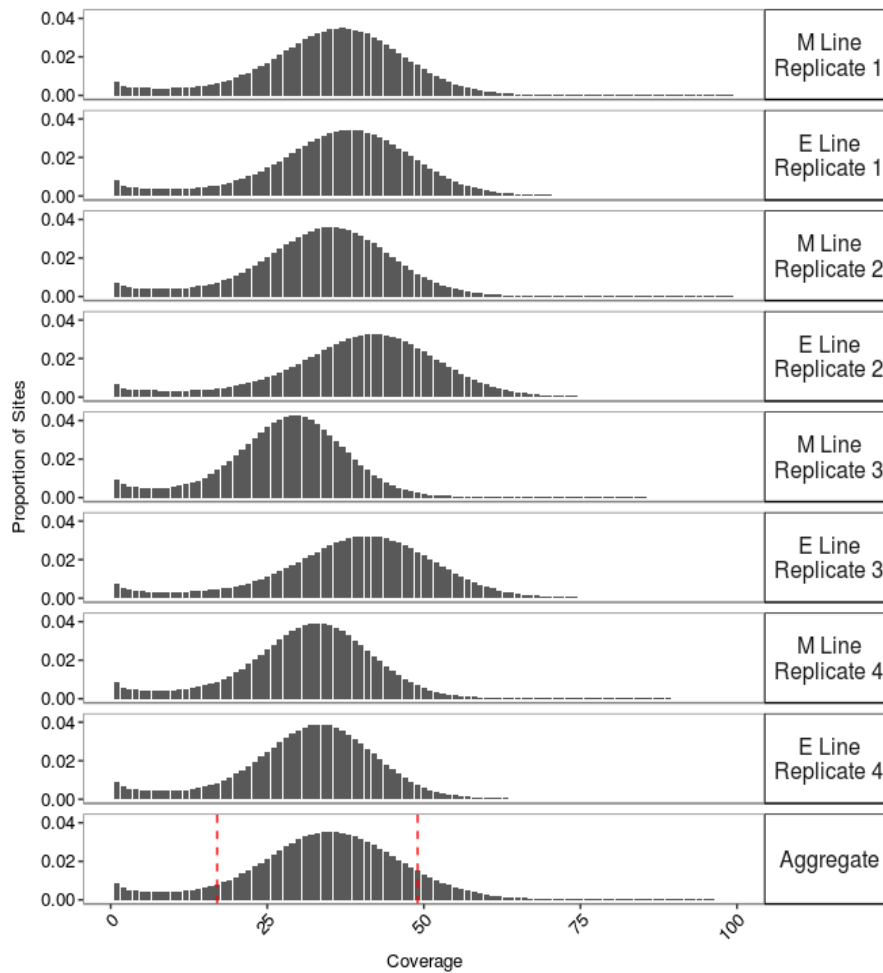 0.04
0.02
0.00
M Line
Replicate 1
0.04
0.02
0.00
E Line
Replicate 1
0.04
0.02
0.00
M Line
Replicate 2
0.04
0.02
0.00
E Line
Replicate 2
0.04
0.02
0.00
M Line
Replicate 3
0.04
0.02
0.00
E Line
Replicate 3
0.04
0.02
0.00
M Line
Replicate 4
0.04
0.02
0.00
E Line
Replicate 4
0.04
0.02
0.00
Aggregate
Proportion of Sites
0
25
50
75
100
Coverage